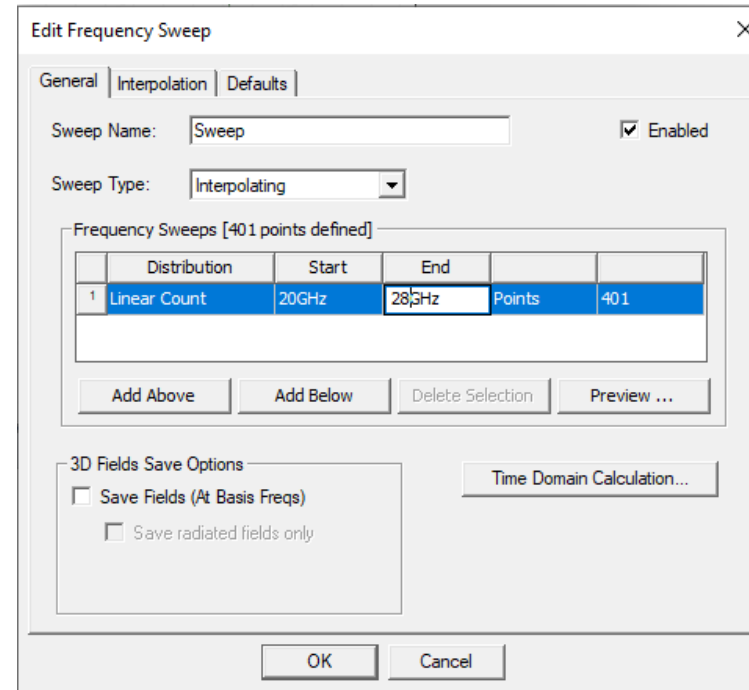 Edit Frequency Sweep
General Interpolation Defaults
Sweep Name: Sweep Enabled
Sweep Type: Interpolating
Frequency Sweeps [401 points defined]
Distribution Start End
1 Linear Count 20GHz 28GHz Points 401
Add Above Add Below Delete Selection Preview ...
3D Fields Save Options
Time Domain Calculation...
Save Fields (At Basis Freqs)
Save radiated fields only
OK Cancel